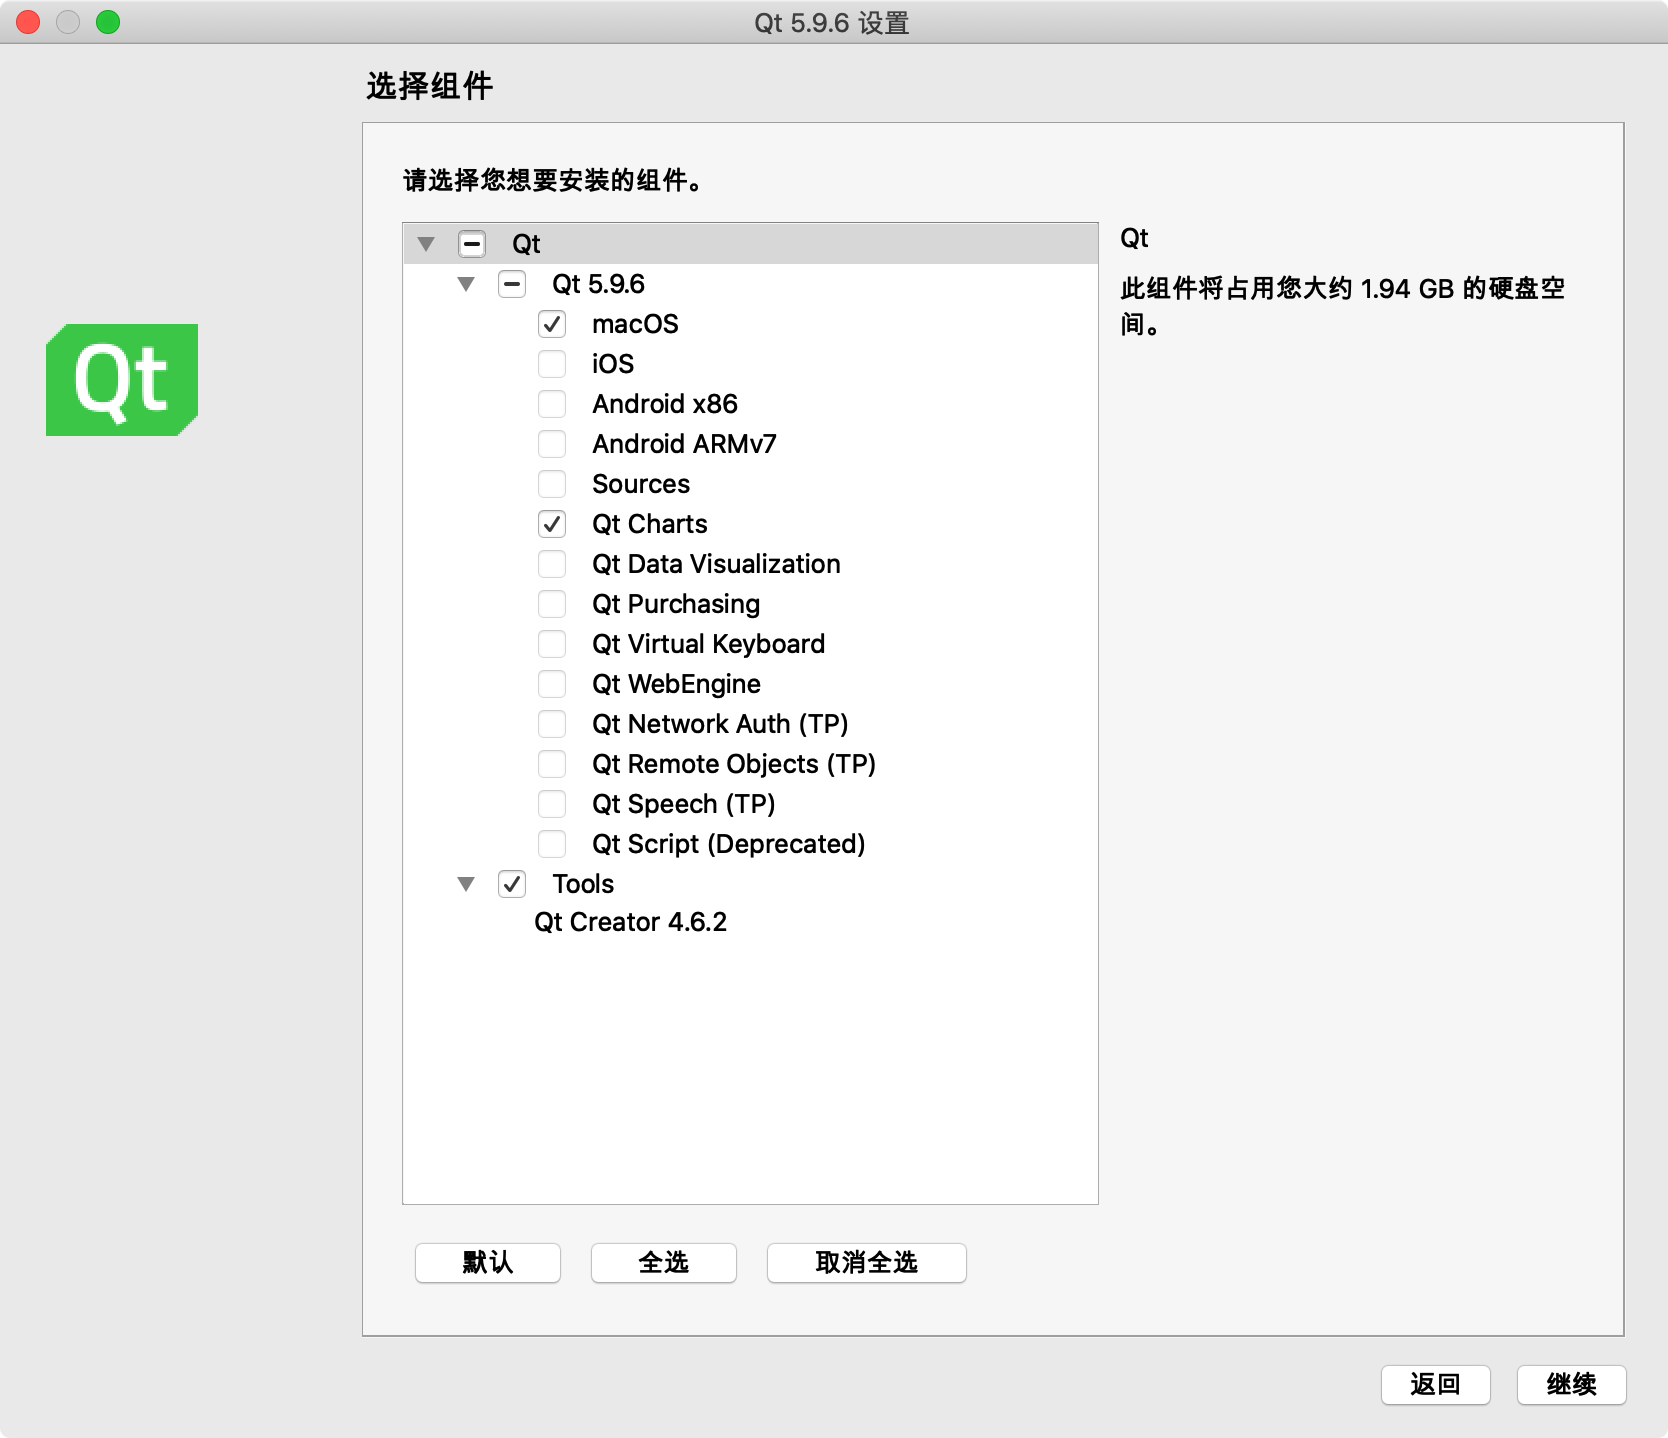 Qt 5.9.6 设置
选择组件
请选择您想要安装的组件。
Qt
Qt 5.9.6
macOS
iOS
Android x86
Android ARMv7
Sources
Qt Charts
Qt Data Visualization
Qt Purchasing
Qt Virtual Keyboard
Qt WebEngine
Qt Network Auth (TP)
Qt Remote Objects (TP)
Qt Speech (TP)
Qt Script (Deprecated)
Tools
Qt Creator 4.6.2
Qt
此组件将占用您大约 1.94 GB 的硬盘空
间。
Qt
默认
全选
取消全选
返回
继续